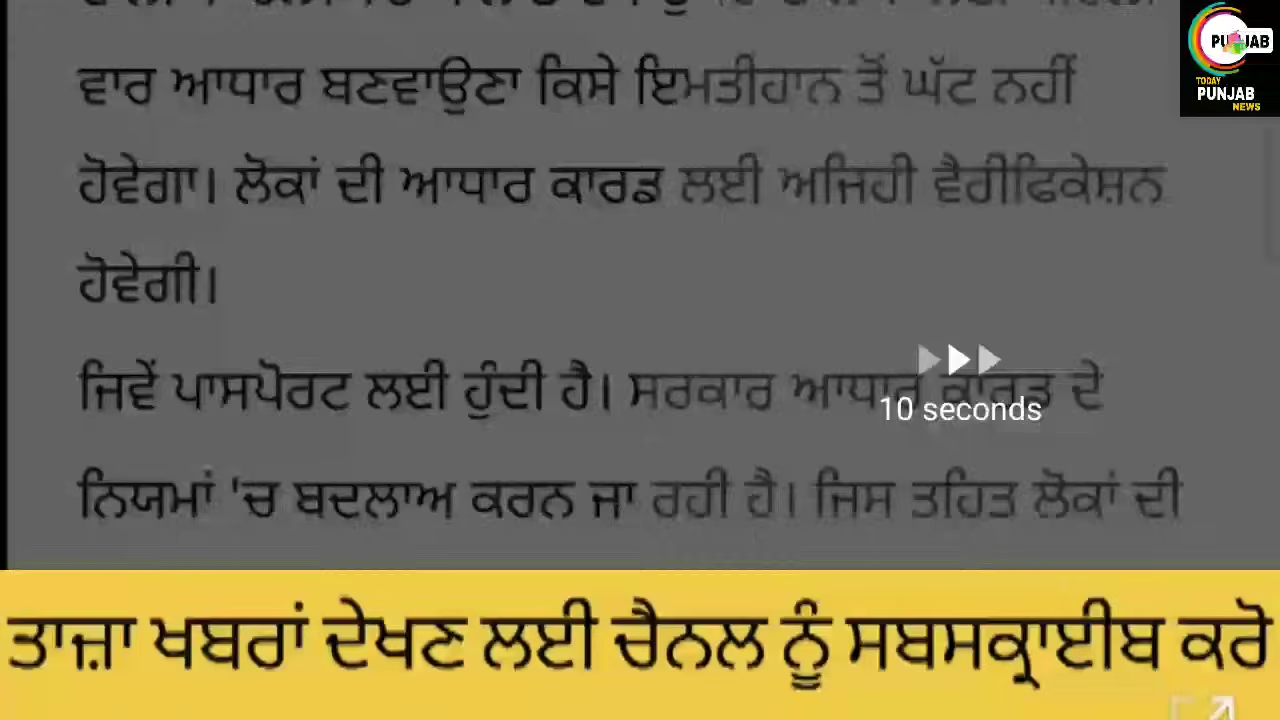 PUNJAB
TODAY
PUNJAB
NEWS
ਵਾਰ ਆਧਾਰ ਬਣਵਾਉਣਾ ਕਿਸੇ ਇਮਤੀਹਾਨ ਤੋਂ ਘੱਟ ਨਹੀਂ
ਹੋਵੇਗਾ। ਲੋਕਾਂ ਦੀ ਆਧਾਰ ਕਾਰਡ ਲਈ ਅਜਿਹੀ ਵੈਰੀਫਿਕੇਸ਼ਨ
ਹੋਵੇਗੀ।
ਜਿਵੇਂ ਪਾਸਪੋਰਟ ਲਈ ਹੁੰਦੀ ਹੈ। ਸਰਕਾਰ ਆਧਾਰ ਕਾਰਡ ਦੇ
10 seconds
ਨਿਯਮਾਂ 'ਚ ਬਦਲਾਅ ਕਰਨ ਜਾ ਰਹੀ ਹੈ। ਜਿਸ ਤਹਿਤ ਲੋਕਾਂ ਦੀ
ਤਾਜ਼ਾ ਖਬਰਾਂ ਦੇਖਣ ਲਈ ਚੈਨਲ ਨੂੰ ਸਬਸਕ੍ਰਾਈਬ ਕਰੋ